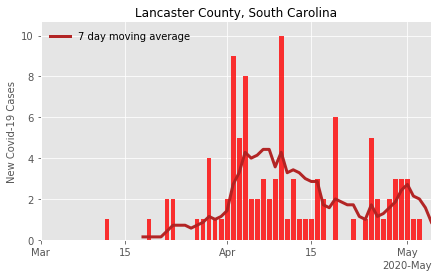 Lancaster County, South Carolina
7 day moving average
New Covid-19 Cases
10
8
6
4
2
0
Mar
15
Apr
15
May
2020-May